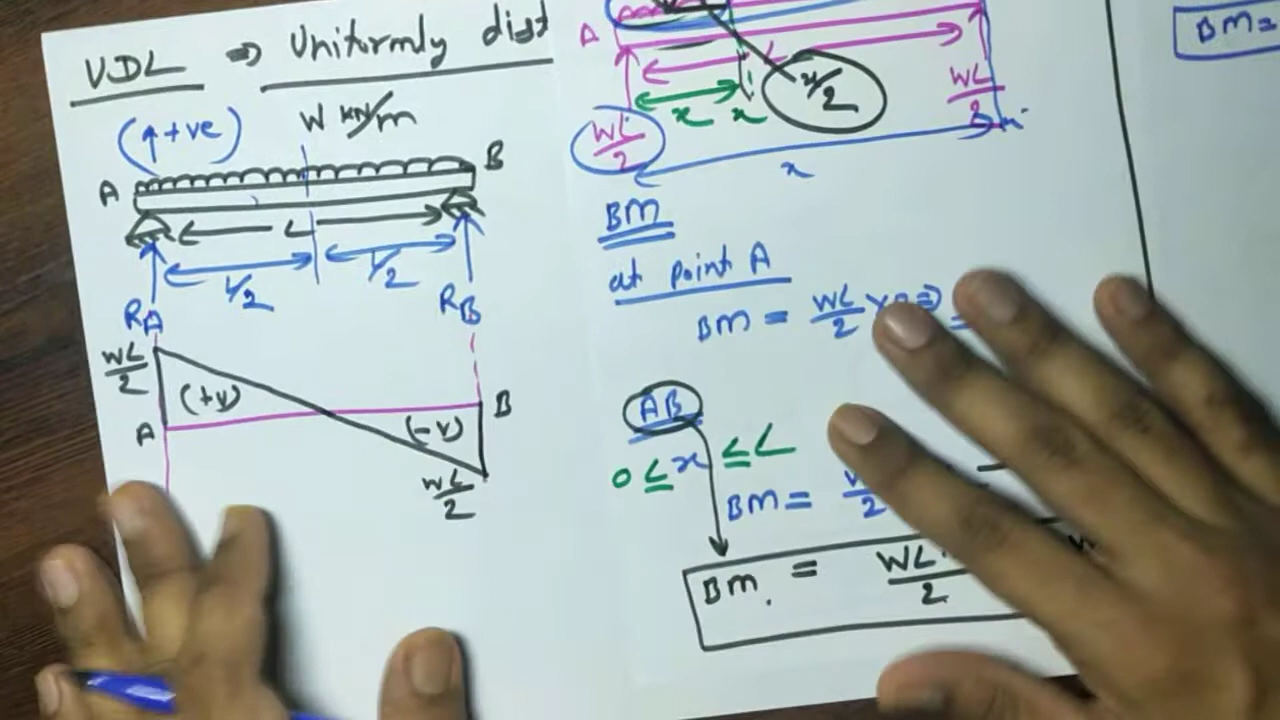 UDL ⇒ Uniformly dist
(↑+ve) W kN/m
A B
L
L/2 L/2
RA RB
WL/2
(+v)
A B
(-v)
WL/2
A
x x x/2
WL/2 WL/2
x
BM
at point A
BM = WL/2
AB
0 ≤ x ≤ L
BM =
BM. = WL/2
BM=